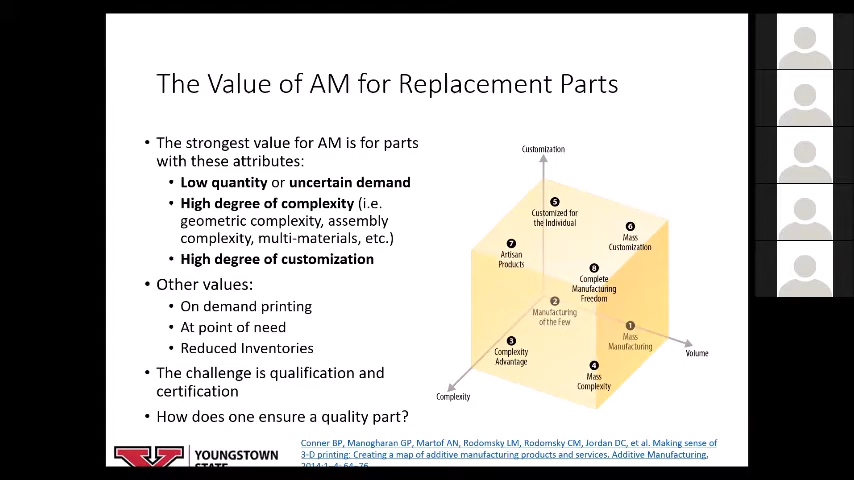 The Value of AM for Replacement Parts
• The strongest value for AM is for parts
with these attributes:
• Low quantity or uncertain demand
• High degree of complexity (i.e.
geometric complexity, assembly
complexity, multi-materials, etc.)
• High degree of customization
• Other values:
• On demand printing
• At point of need
• Reduced Inventories
• The challenge is qualification and
certification
• How does one ensure a quality part?
Customization
5
Customized for
the Individual
6
Mass
Customization
7
Artisan
Products
8
Complete
Manufacturing
Freedom
2
Manufacturing
of the Few
1
Mass
Manufacturing
3
Complexity
Advantage
4
Mass
Complexity
Volume
Complexity
Conner BP, Manogharan GP, Martof AN, Rodomsky LM, Rodomsky CM, Jordan DC, et al. Making sense of
3-D printing: Creating a map of additive manufacturing products and services. Additive Manufacturing,
2014;1–4: 64–76.
YOUNGSTOWN
STATE